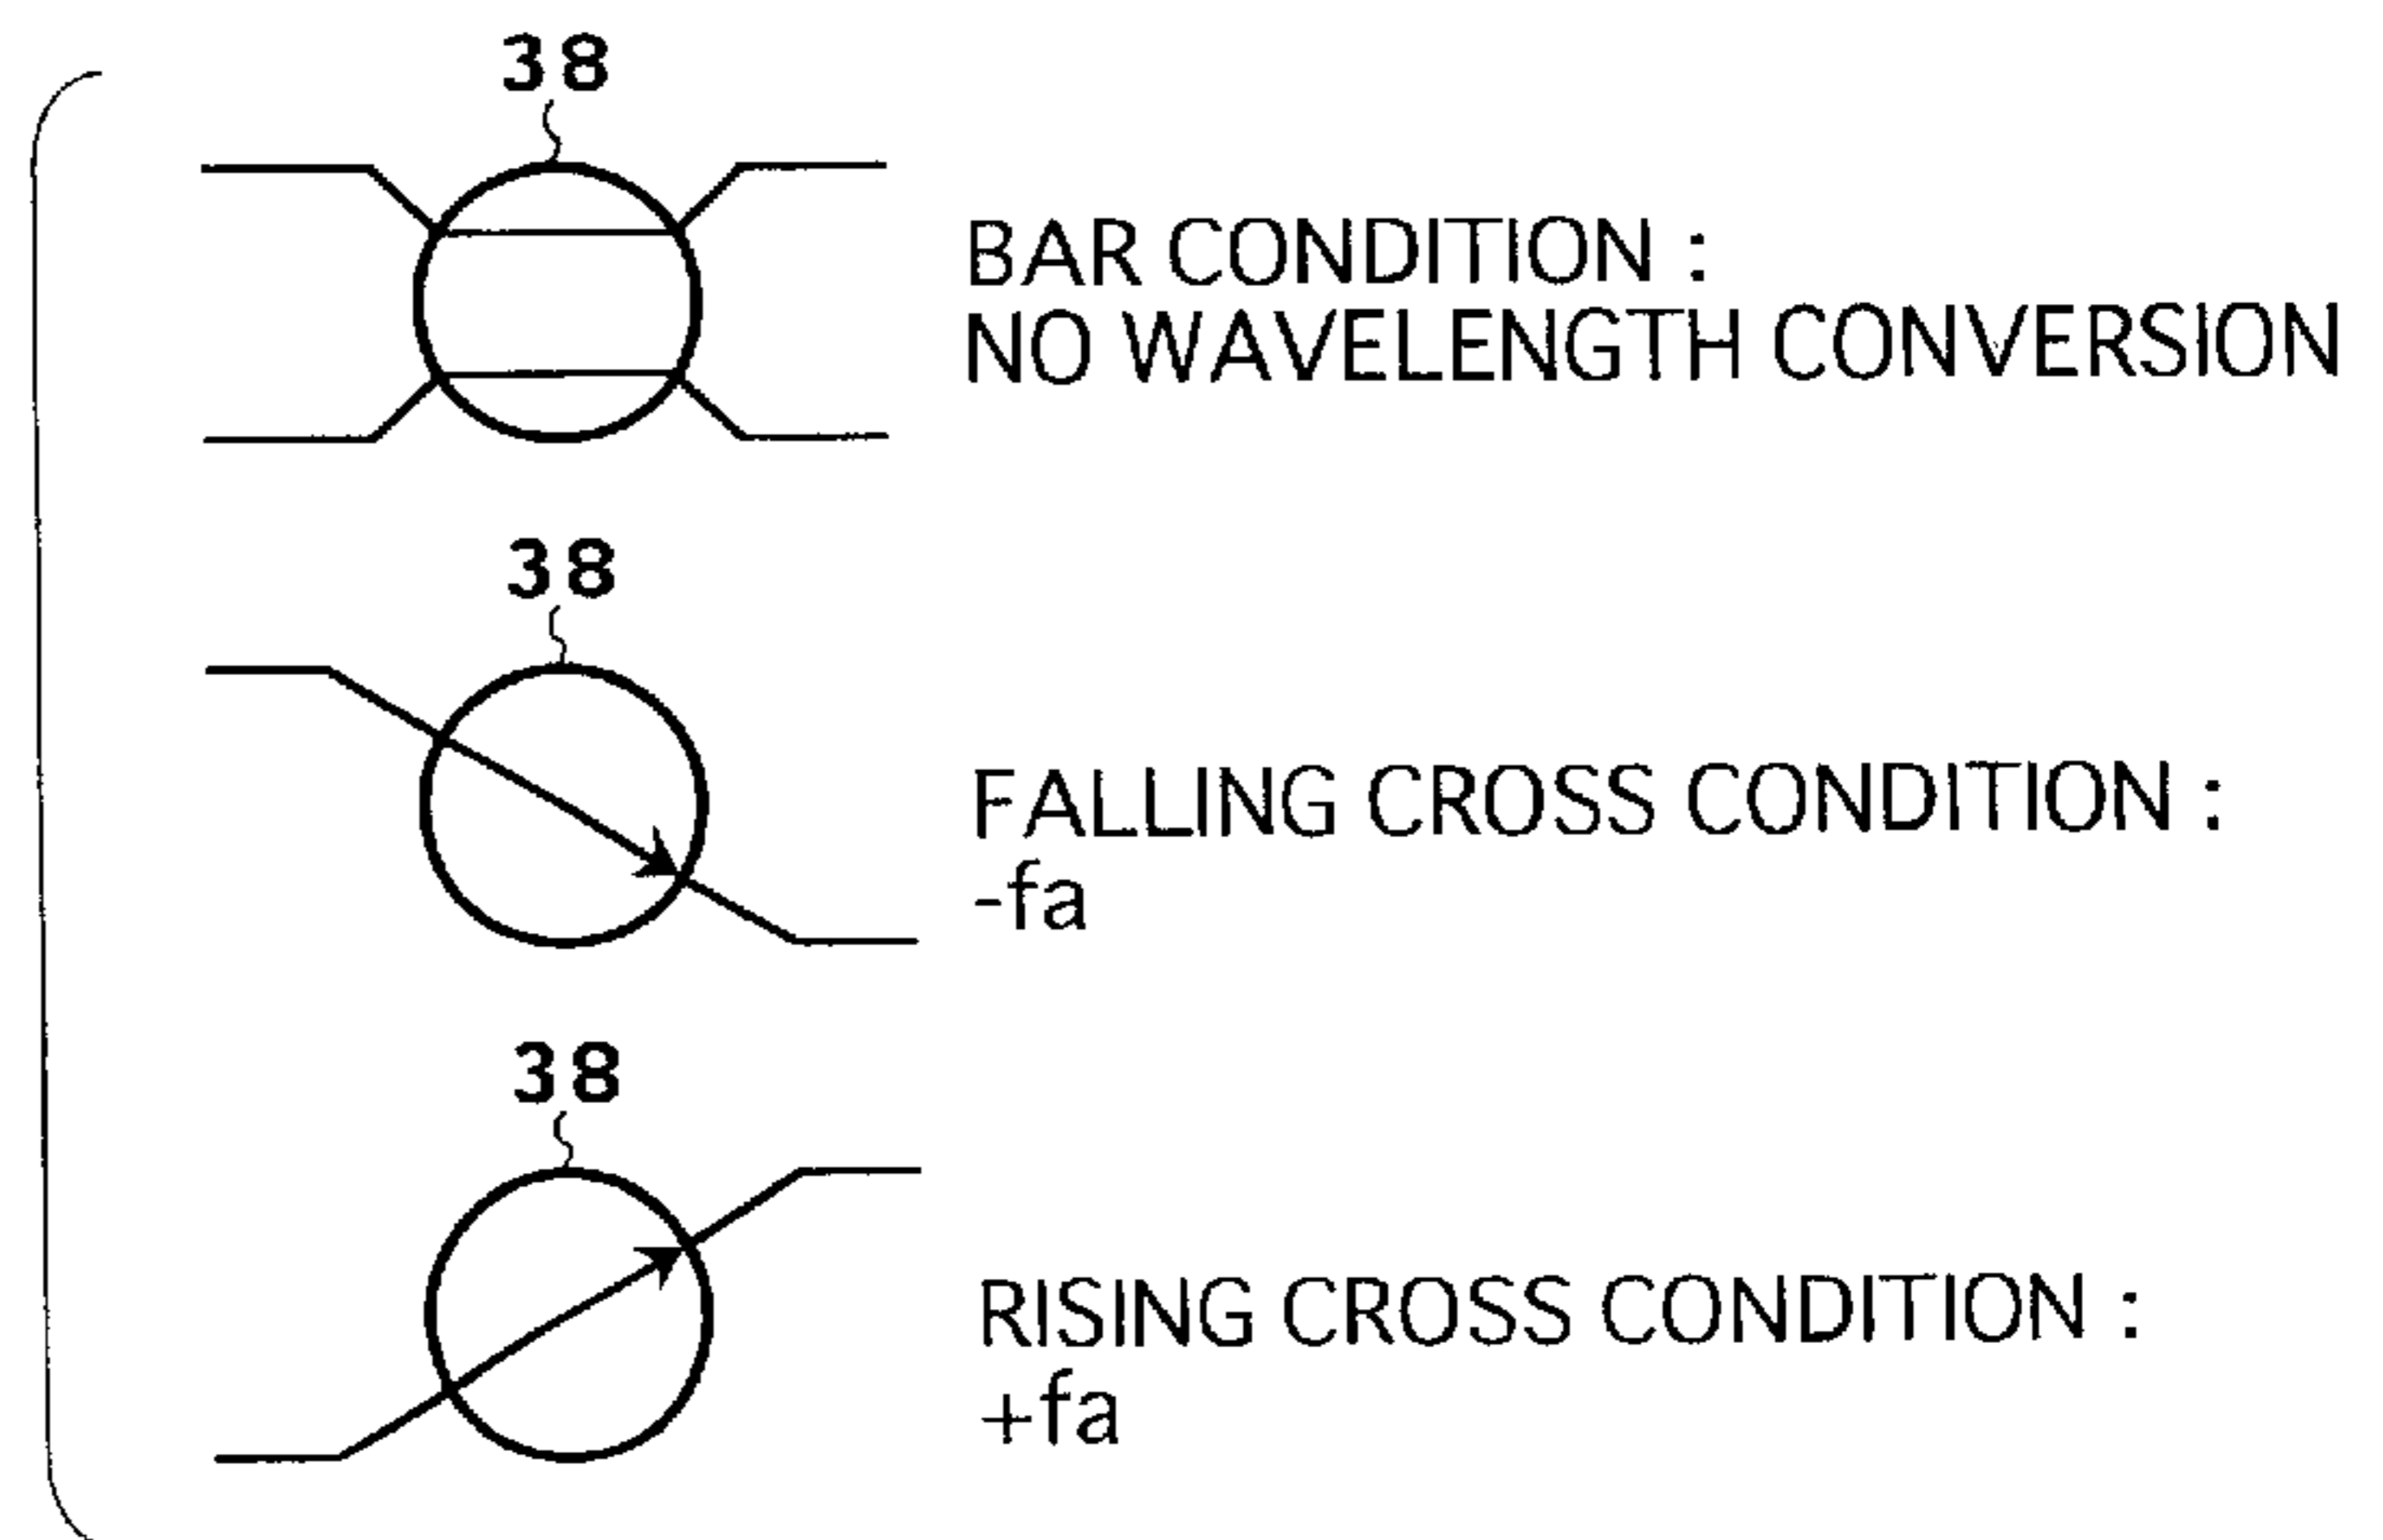 38
BAR CONDITION :
NO WAVELENGTH CONVERSION
38
FALLING CROSS CONDITION :
-fa
38
RISING CROSS CONDITION :
+fa